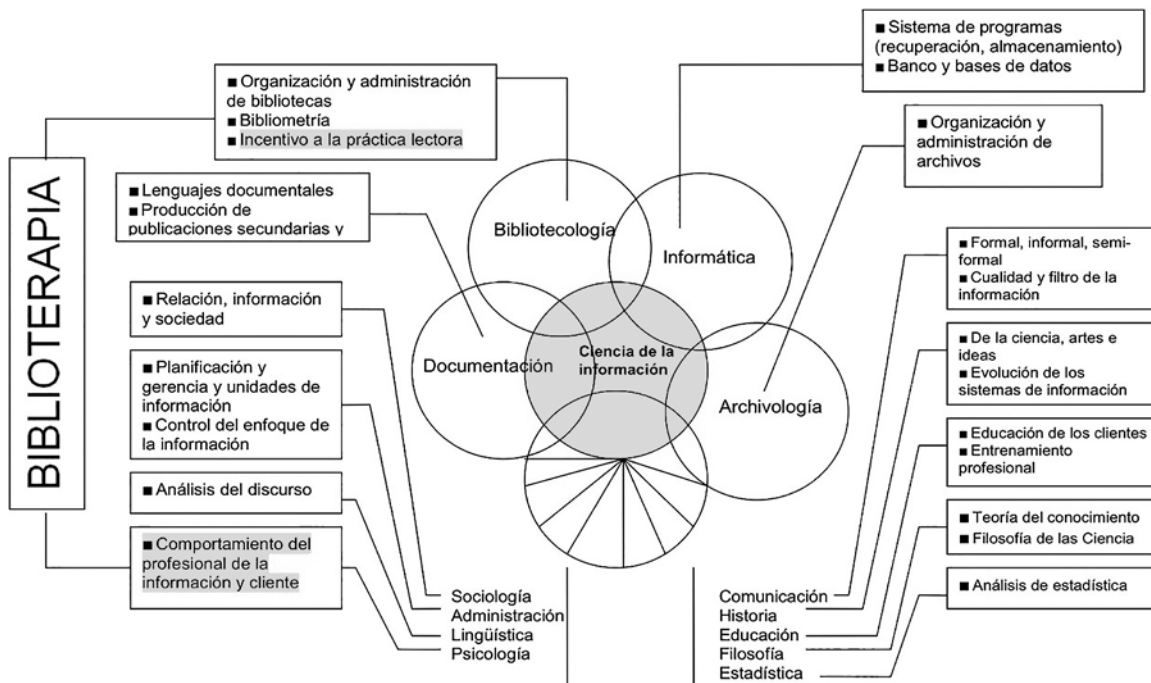 ■ Sistema de programas
(recuperación, almacenamiento)
■ Banco y bases de datos
■ Organización y administración
de bibliotecas
■ Bibliometría
■ Incentivo a la práctica lectora
■ Organización y
administración de
archivos
BIBLIOTERAPIA
■ Lenguajes documentales
■ Producción de
publicaciones secundarias y
Bibliotecología
Informática
■ Formal, informal, semi-
formal
■ Cualidad y filtro de la
información
■ Relación, información
y sociedad
Documentación
Ciencia de la
información
Archivología
■ De la ciencia, artes e
ideas
■ Evolución de los
sistemas de información
■ Planificación y
gerencia y unidades de
información
■ Control del enfoque de
la información
■ Educación de los clientes
■ Entrenamiento
profesional
■ Análisis del discurso
■ Teoría del conocimiento
■ Filosofía de las Ciencia
■ Comportamiento del
profesional de la
información y cliente
■ Análisis de estadística
Sociología
Administración
Lingüística
Psicología
Comunicación
Historia
Educación
Filosofía
Estadística